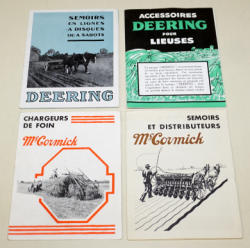 SEMOIRS
EN LIGNES
A DISQUES
OU A SABOTS
DEERING
ACCESSOIRES
DEERING
POUR
LIEUSES
CHARGEURS
DE FOIN
McCormick
SEMOIRS
ET DISTRIBUTEURS
McCormick